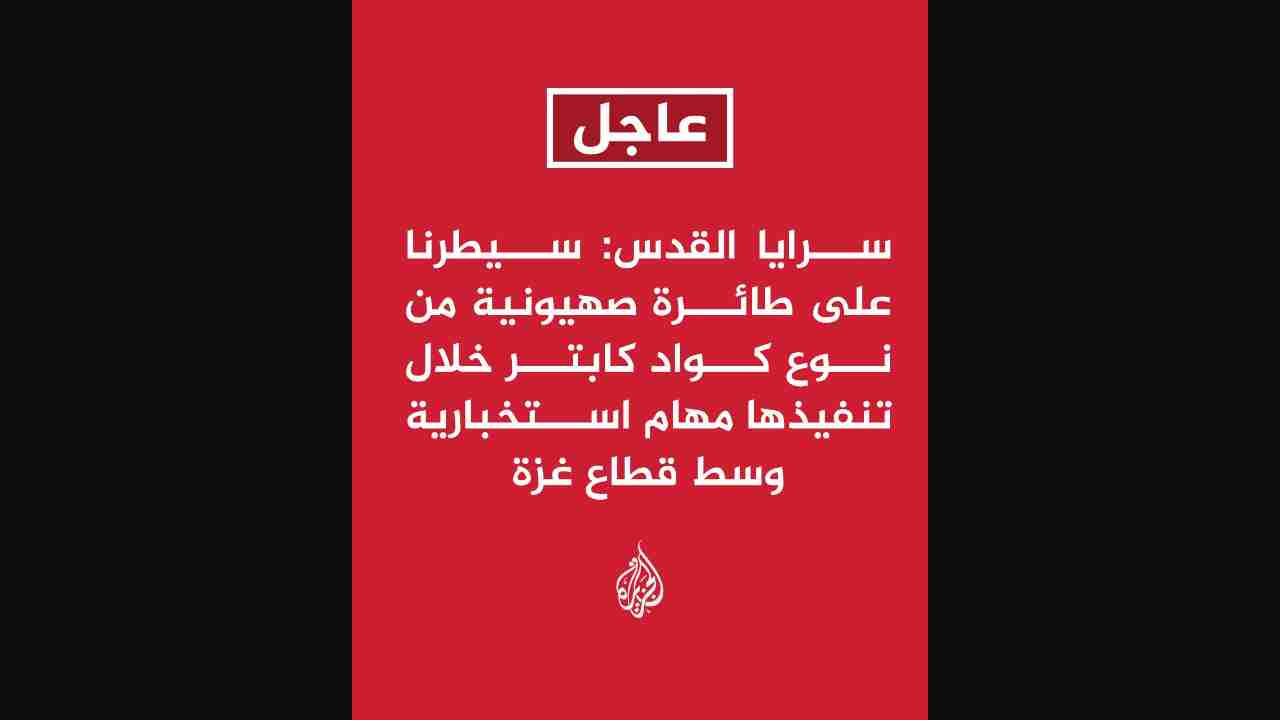 عاجل
سرايا القدس: سيطرنا
على طائرة صهيونية من
نوع كواد كابتر خلال
تنفيذها مهام استخبارية
وسط قطاع غزة
الجزيرة